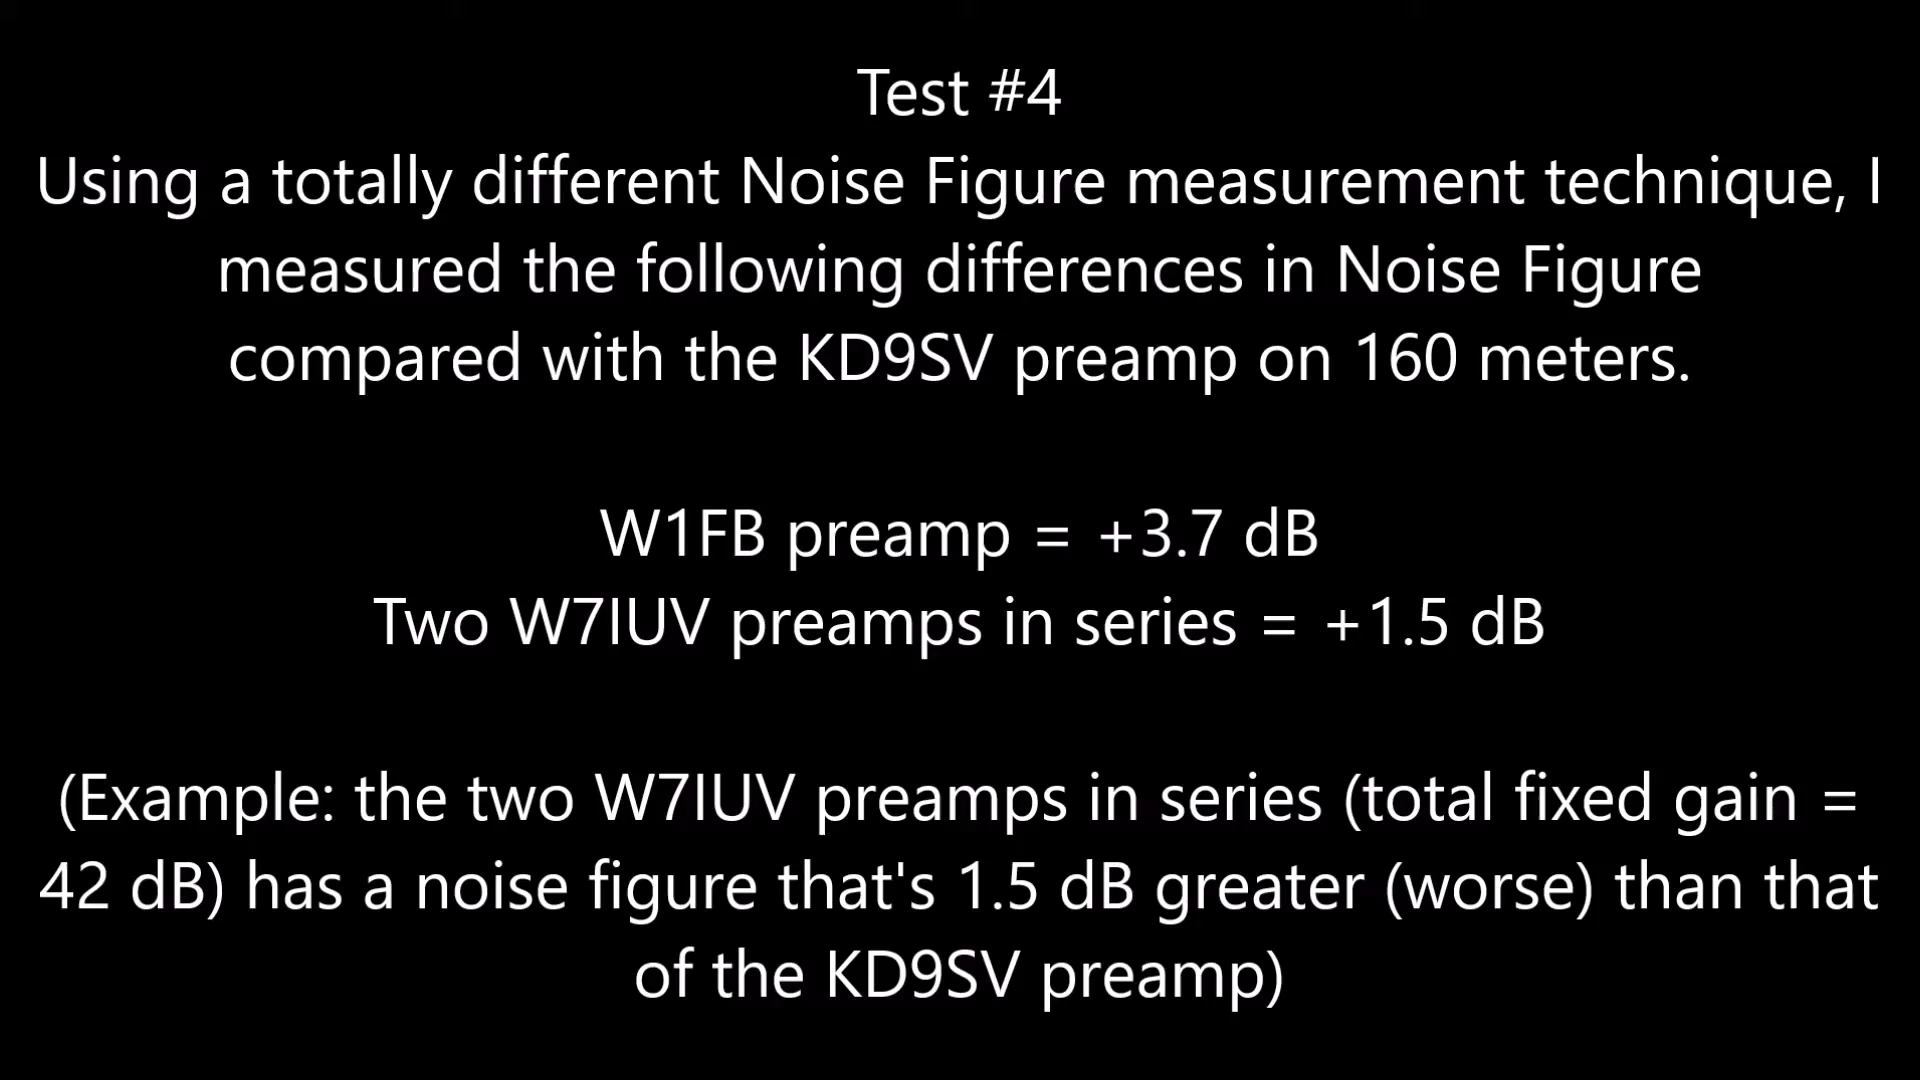 Test #4
Using a totally different Noise Figure measurement technique, I
measured the following differences in Noise Figure
compared with the KD9SV preamp on 160 meters.
W1FB preamp = +3.7 dB
Two W7IUV preamps in series = +1.5 dB
(Example: the two W7IUV preamps in series (total fixed gain =
42 dB) has a noise figure that's 1.5 dB greater (worse) than that
of the KD9SV preamp)